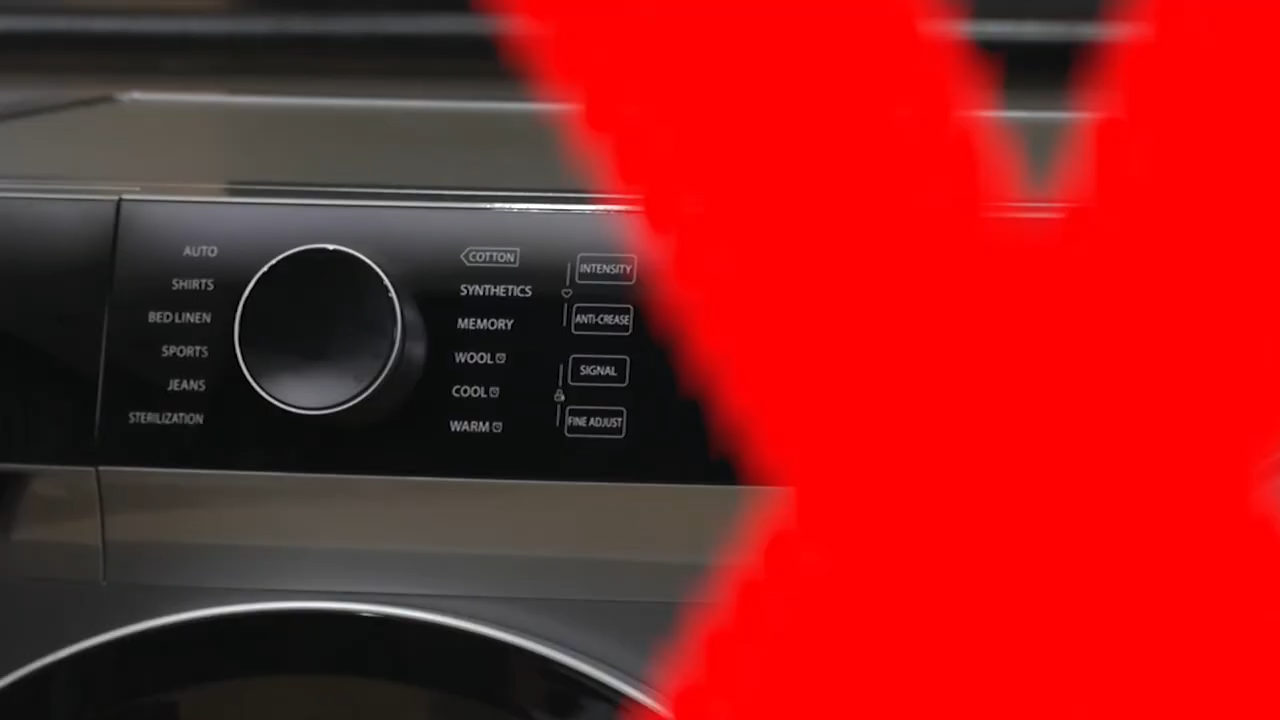 AUTO
SHIRTS
BED LINEN
SPORTS
JEANS
STERILIZATION
COTTON
SYNTHETICS
MEMORY
WOOL
COOL
WARM
INTENSITY
ANTI-CREASE
SIGNAL
FINE ADJUST